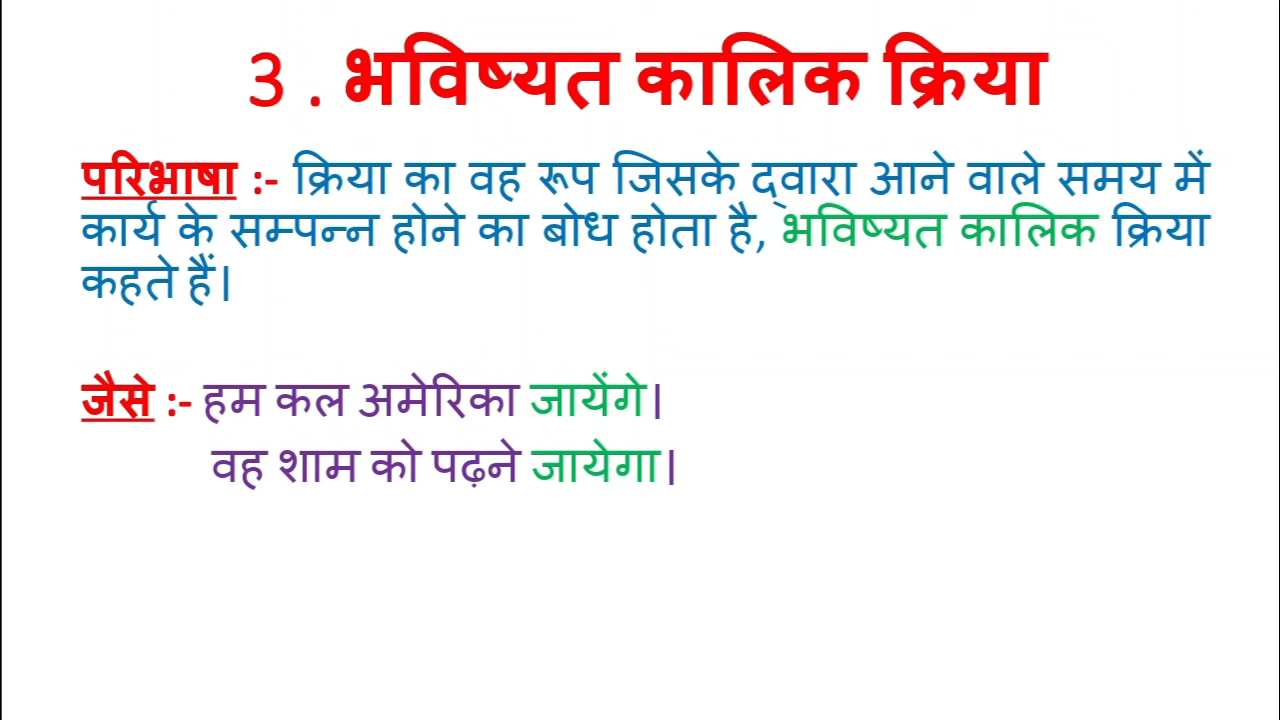 3 . भविष्यत कालिक क्रिया
परिभाषा :- क्रिया का वह रूप जिसके द्वारा आने वाले समय में
कार्य के सम्पन्न होने का बोध होता है, भविष्यत कालिक क्रिया
कहते हैं।
जैसे :- हम कल अमेरिका जायेंगे।
वह शाम को पढ़ने जायेगा।